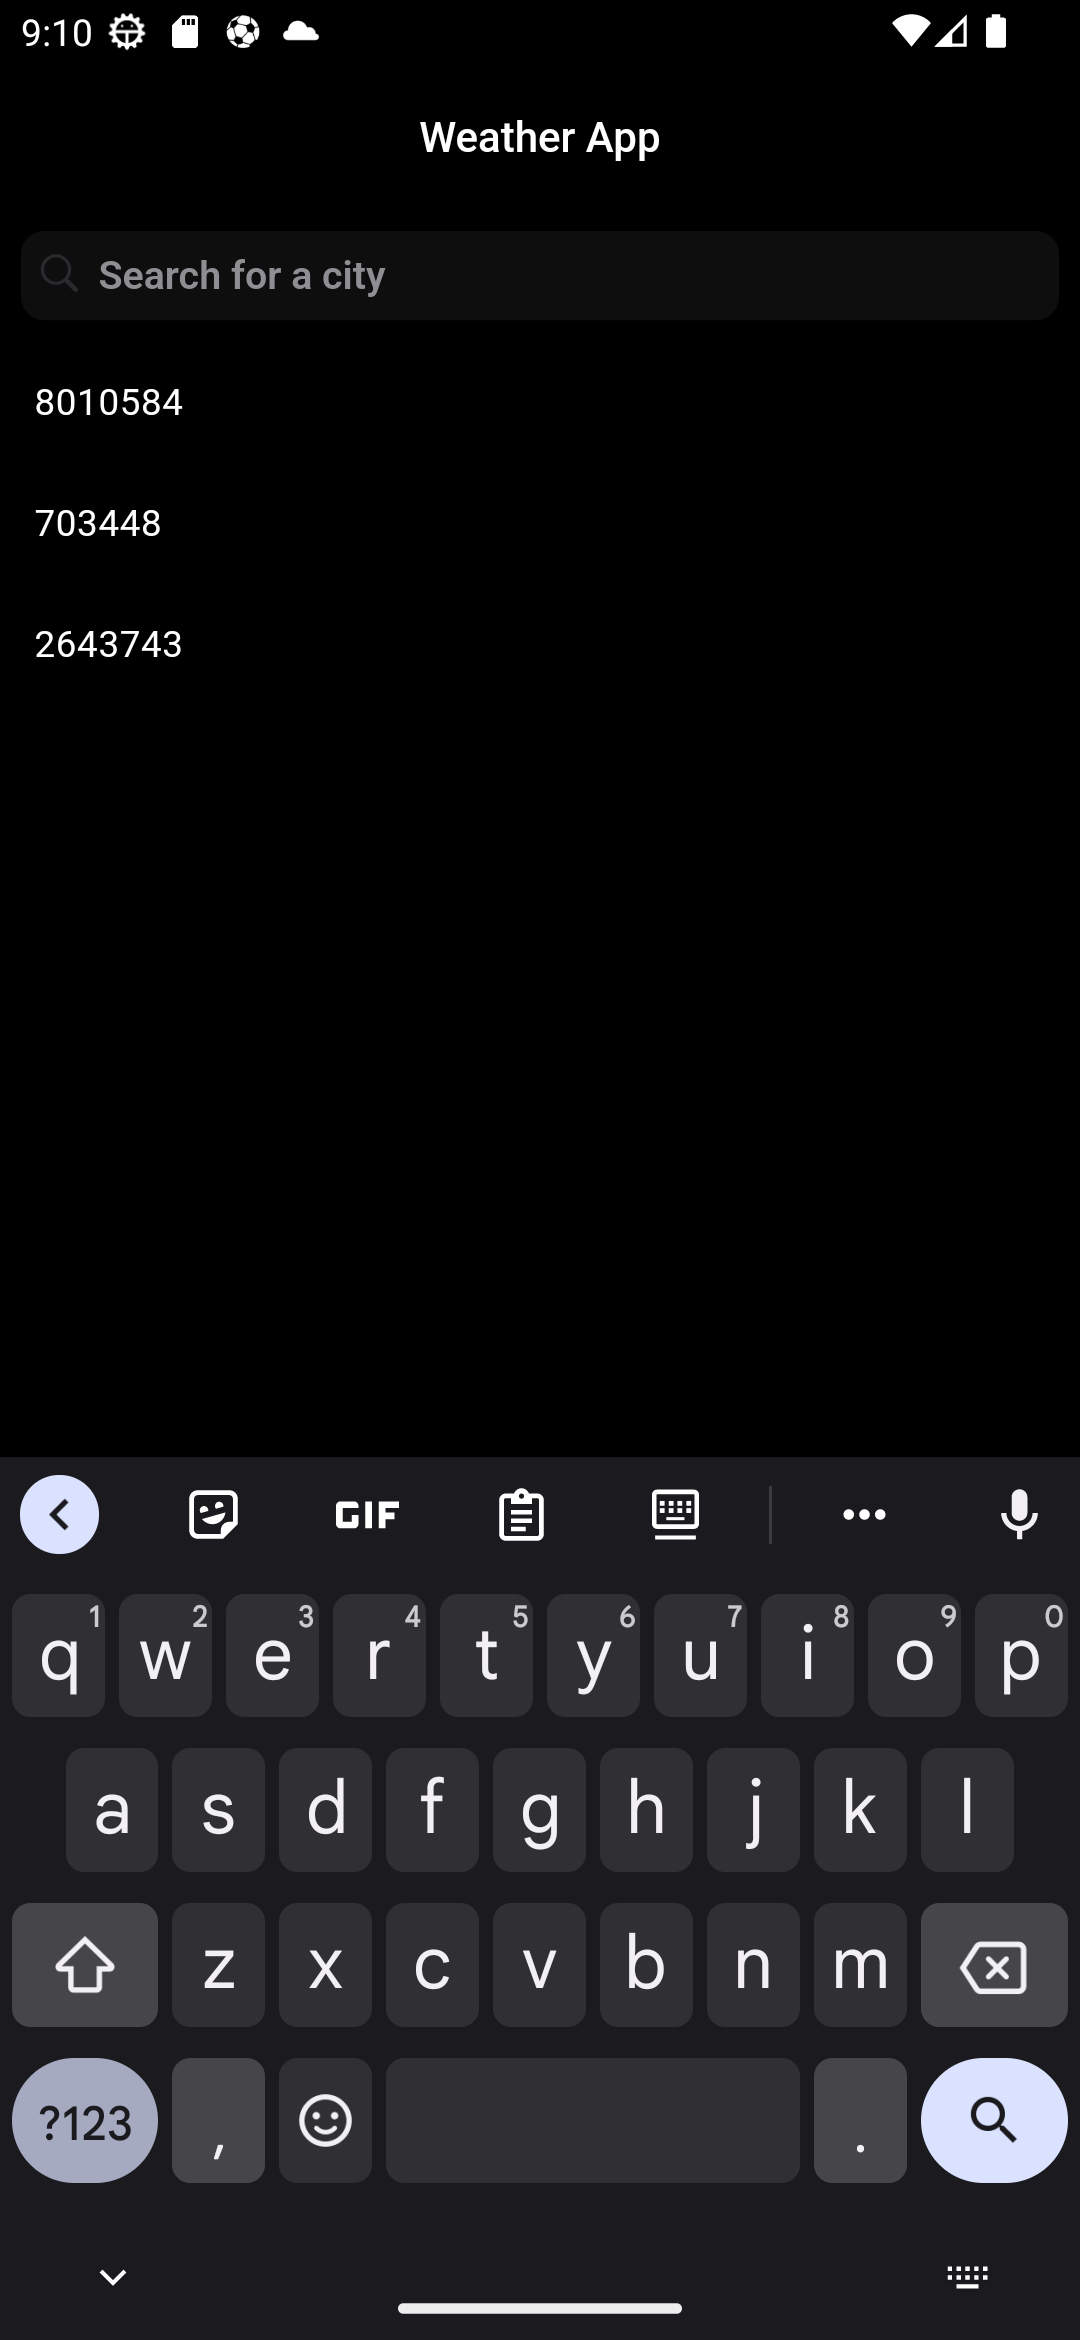 9:10
Weather App
Search for a city
8010584
703448
2643743
GIF
q1 w2 e3 r4 t5 y6 u7 i8 o9 p0
a s d f g h j k l
z x c v b n m
?123 , .